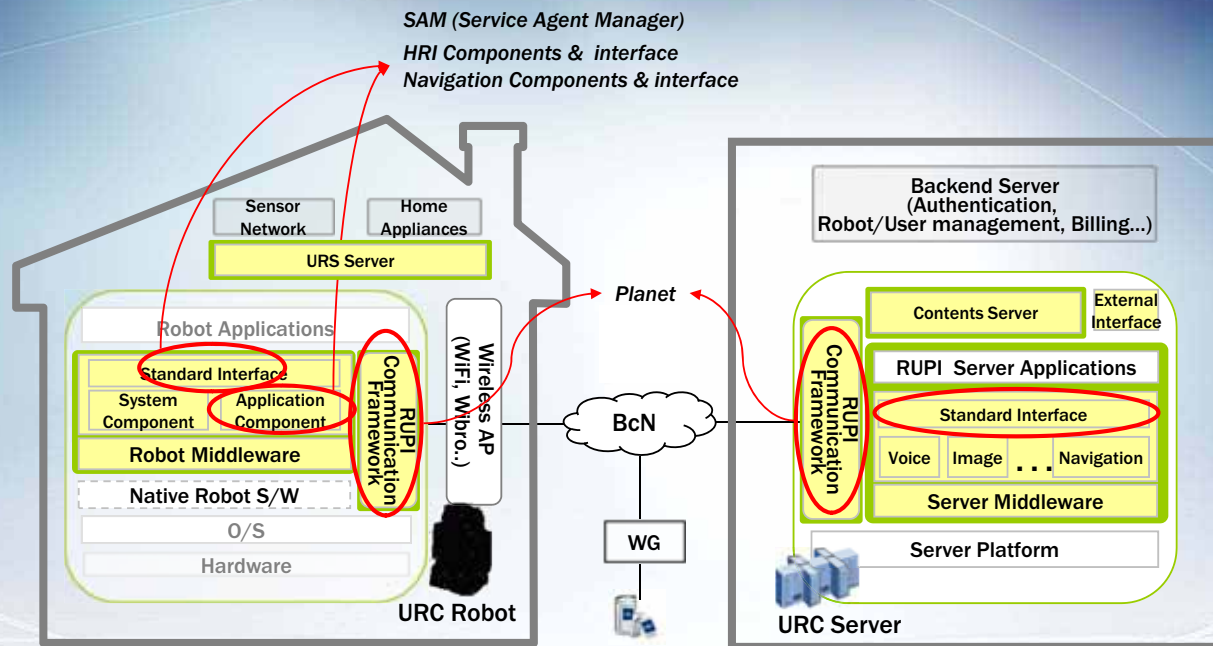 SAM (Service Agent Manager)
HRI Components & interface
Navigation Components & interface
Sensor
Network
Home
Appliances
URS Server
Robot Applications
Standard Interface
System
Component
Application
Component
Robot Middleware
Native Robot S/W
O/S
Hardware
RUPI
Communication
Framework
Wireless AP
(WiFi, Wibro..)
URC Robot
Planet
BcN
WG
Backend Server
(Authentication,
Robot/User management, Billing...)
Contents Server
External
Interface
RUPI
Communication
Framework
RUPI Server Applications
Standard Interface
Voice
Image
...
Navigation
Server Middleware
Server Platform
URC Server